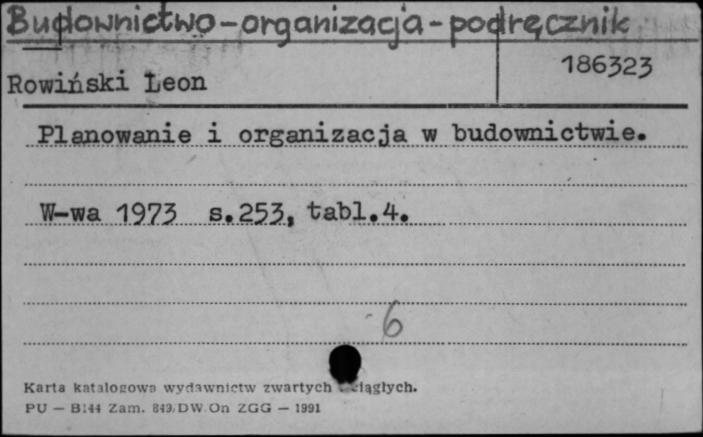 Budownictwo-organizacja-podręcznik
186323
Rowiński Leon
Planowanie i organizacja w budownictwie.
W-wa 1973 s.253, tabl.4.
6
Karta katalogowa wydawnictw zwartych ciągłych.
PU — B144 Zam. 849/DW On ZGG — 1991